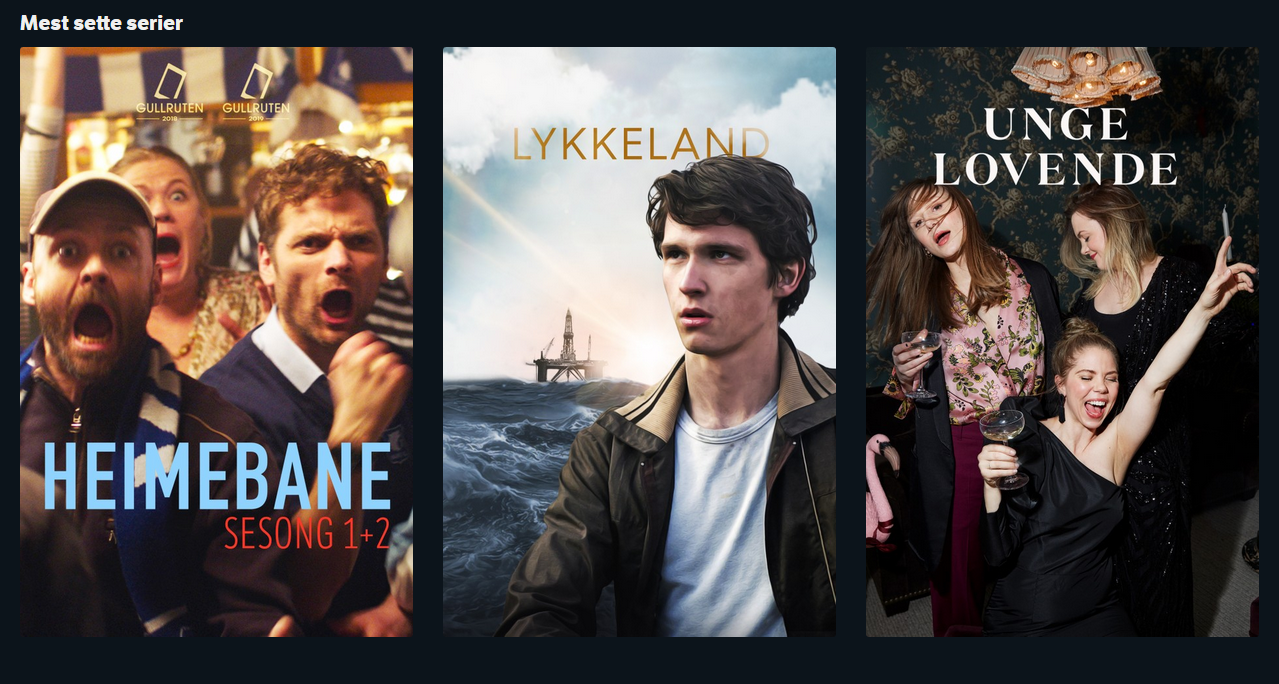 Mest sette serier
GULLRUTEN
2018
GULLRUTEN
2019
HEIMEBANE
SESONG 1+2
LYKKELAND
UNGE
LOVENDE